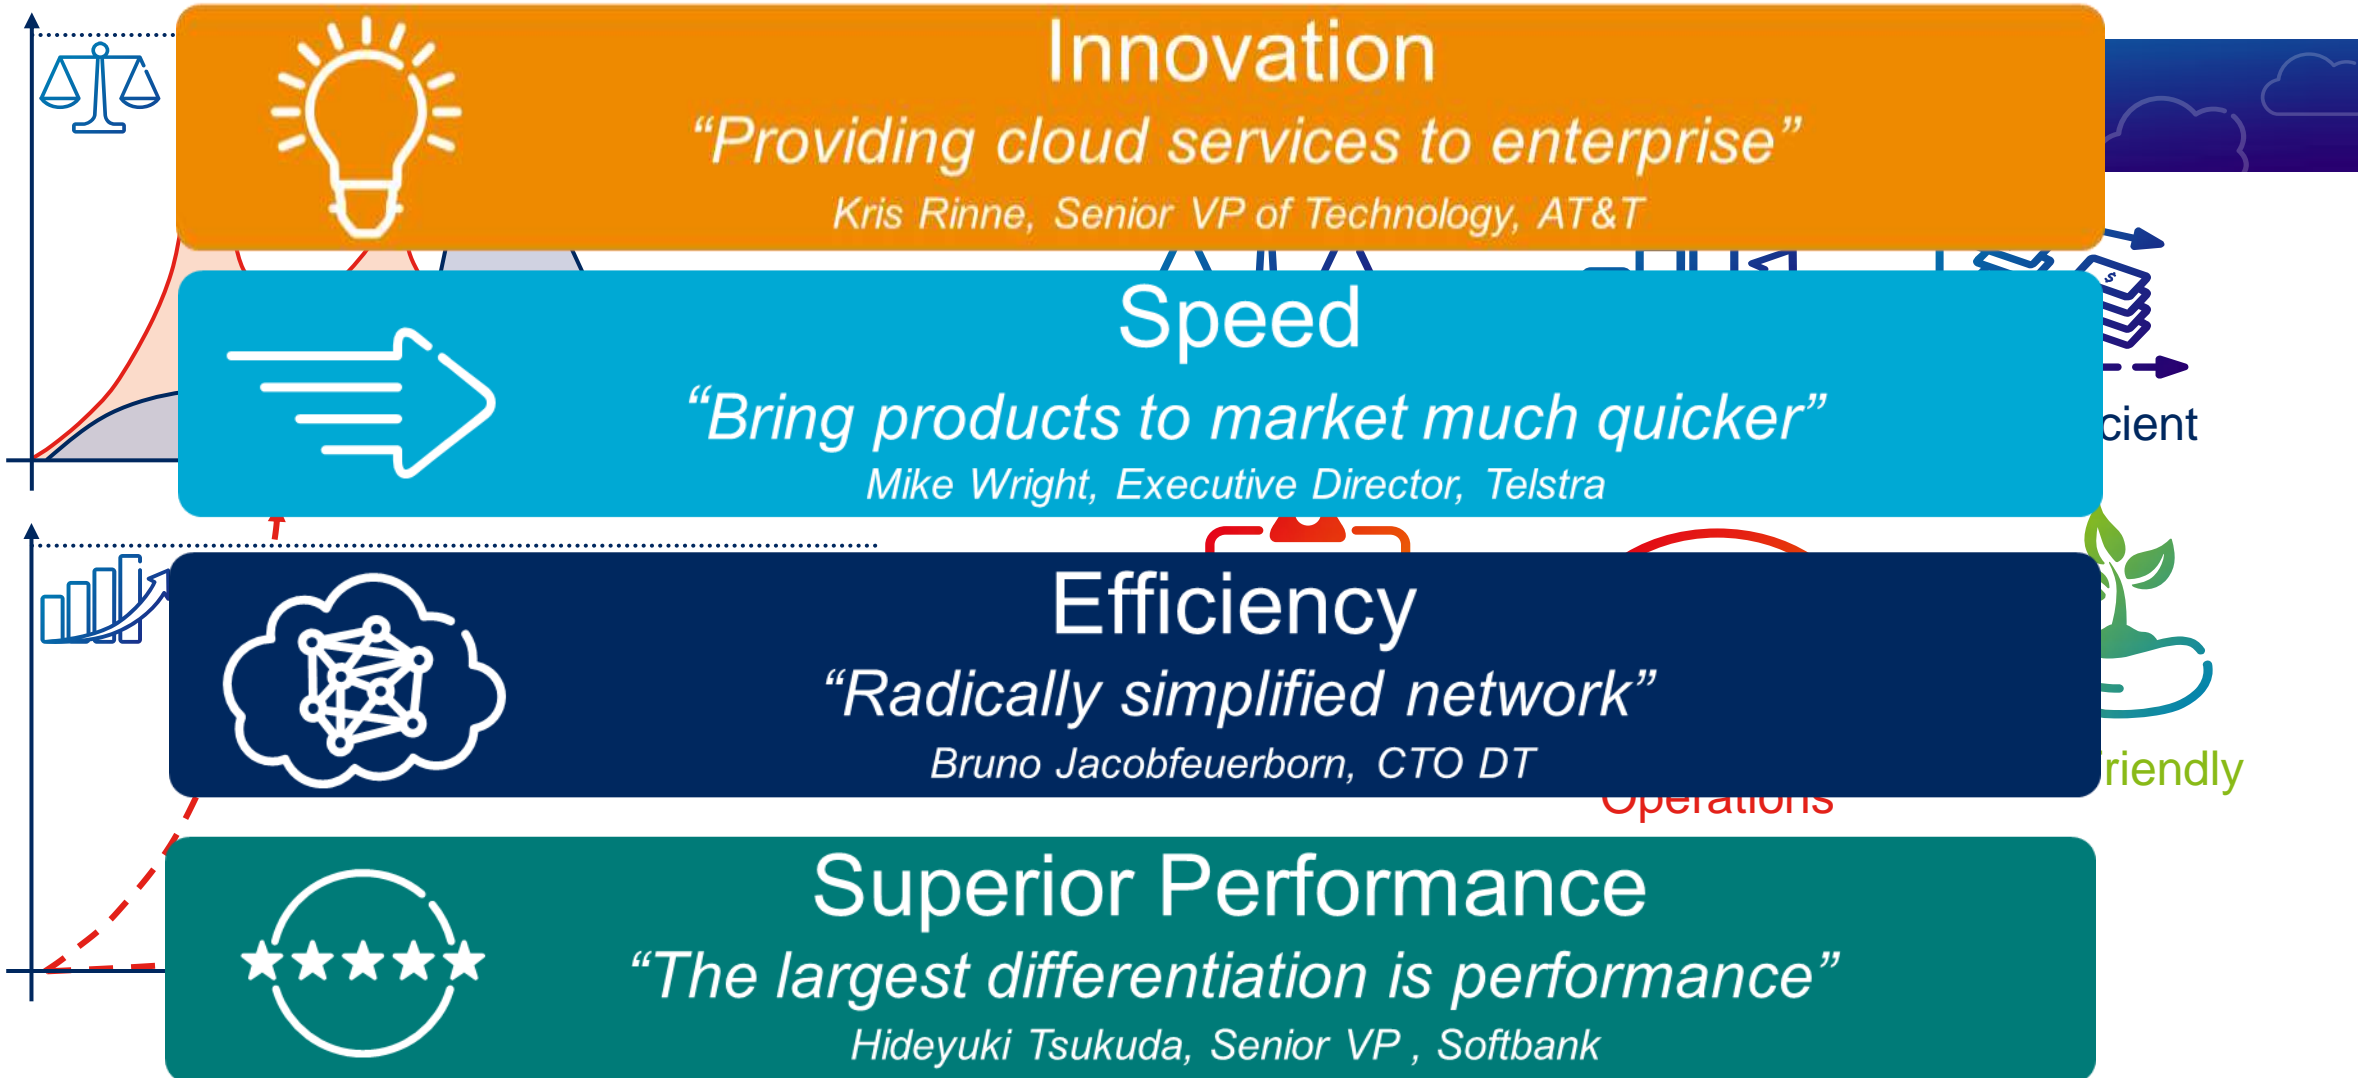 Innovation
“Providing cloud services to enterprise”
Kris Rinne, Senior VP of Technology, AT&T
Speed
“Bring products to market much quicker”
Mike Wright, Executive Director, Telstra
cient
Efficiency
“Radically simplified network”
Bruno Jacobfeuerborn, CTO DT
riendly
Operations
Superior Performance
“The largest differentiation is performance”
Hideyuki Tsukuda, Senior VP , Softbank